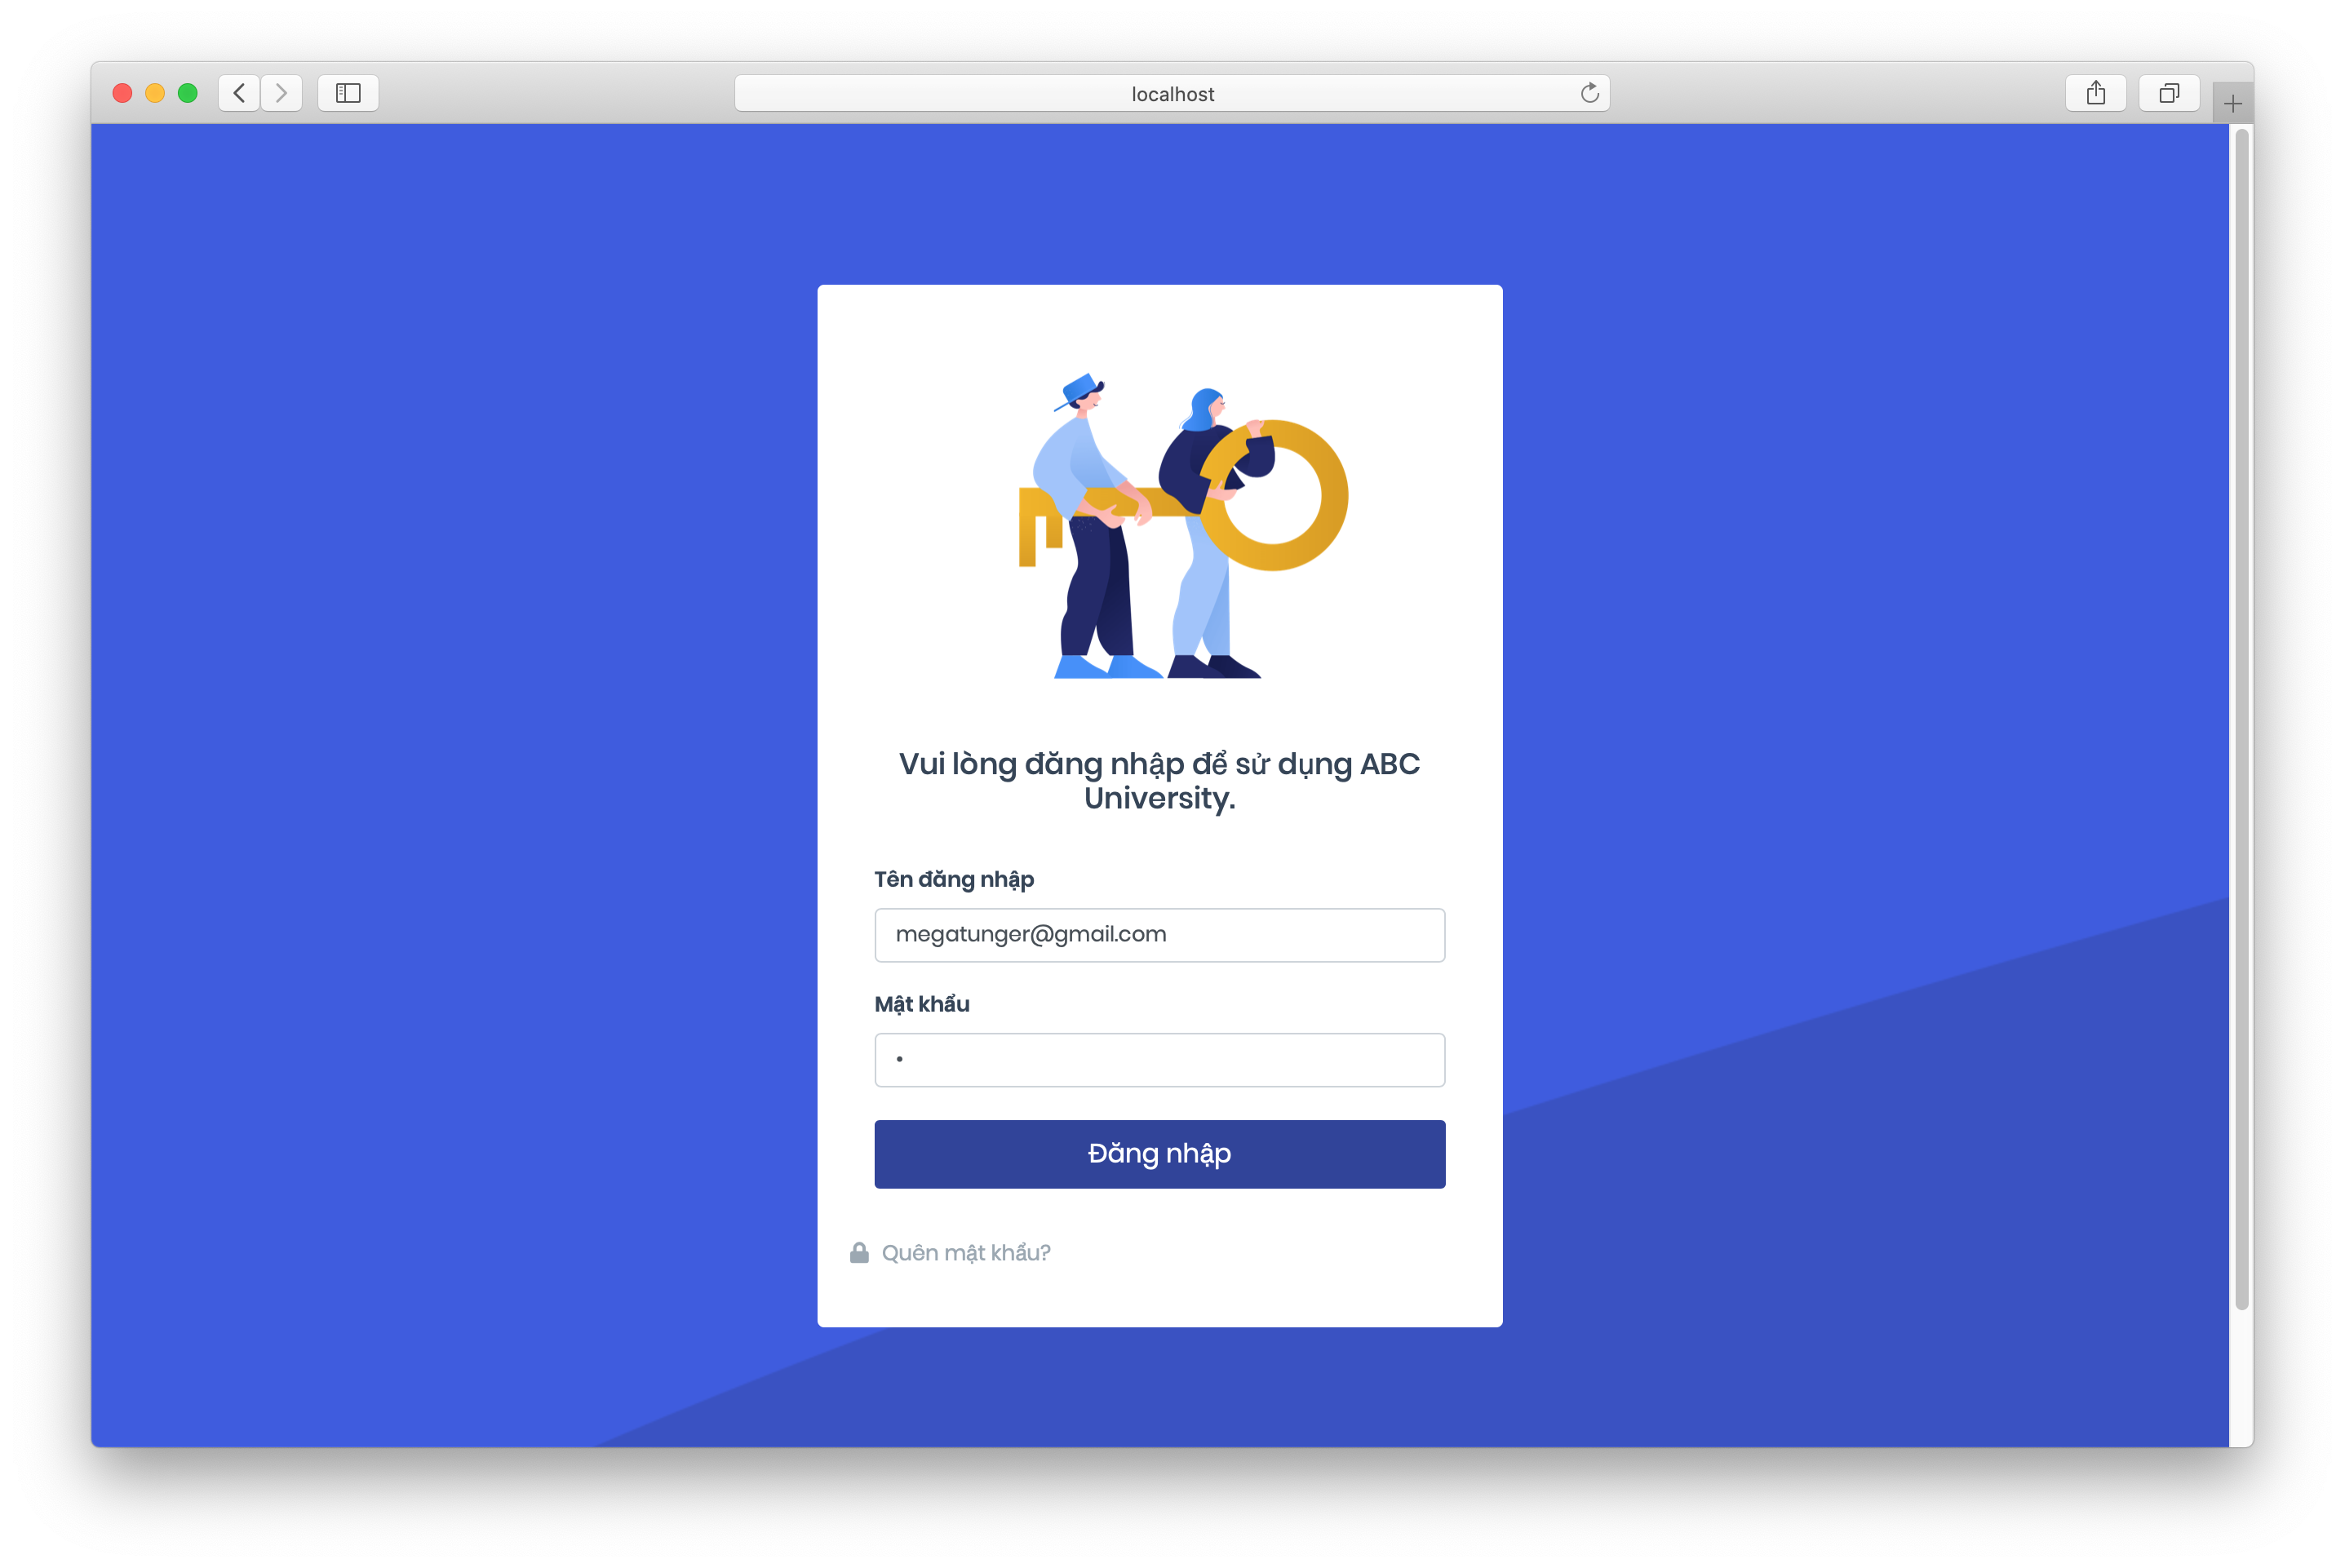 localhost
Vui lòng đăng nhập để sử dụng ABC
University.
Tên đăng nhập
megatunger@gmail.com
Mật khẩu
•
Đăng nhập
Quên mật khẩu?